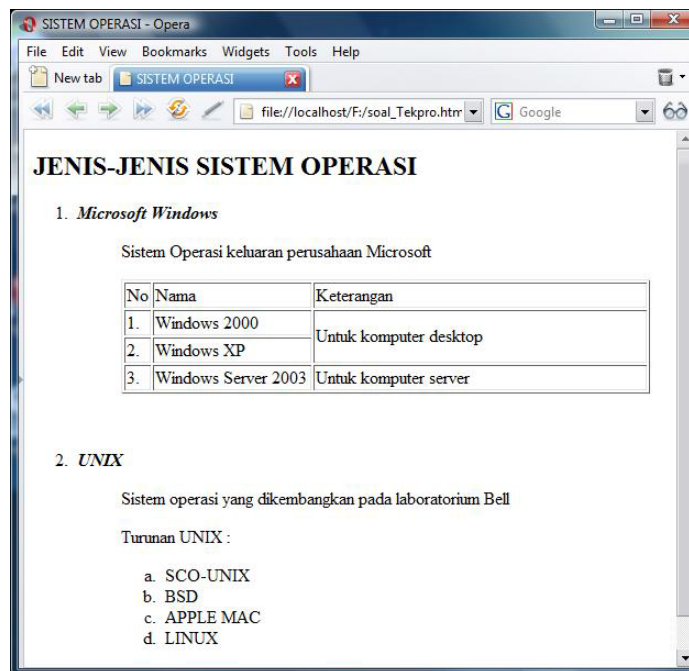 SISTEM OPERASI - Opera
File Edit View Bookmarks Widgets Tools Help
New tab SISTEM OPERASI
file://localhost/F:/soal_Tekpro.htm Google
JENIS-JENIS SISTEM OPERASI
1. Microsoft Windows
Sistem Operasi keluaran perusahaan Microsoft
No Nama Keterangan
1. Windows 2000
Untuk komputer desktop
2. Windows XP
3. Windows Server 2003 Untuk komputer server
2. UNIX
Sistem operasi yang dikembangkan pada laboratorium Bell
Turunan UNIX :
a. SCO-UNIX
b. BSD
c. APPLE MAC
d. LINUX